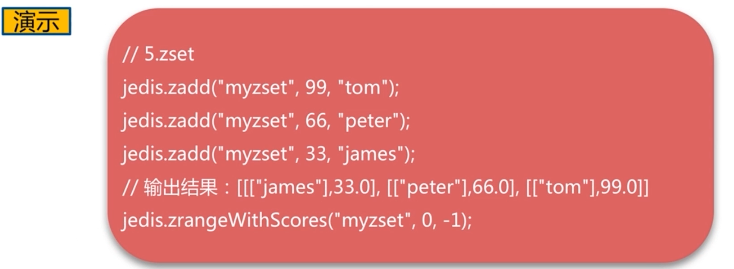 演示
// 5.zset
jedis.zadd("myzset", 99, "tom");
jedis.zadd("myzset", 66, "peter");
jedis.zadd("myzset", 33, "james");
// 输出结果：[[["james"],33.0], [["peter"],66.0], [["tom"],99.0]]
jedis.zrangeWithScores("myzset", 0, -1);